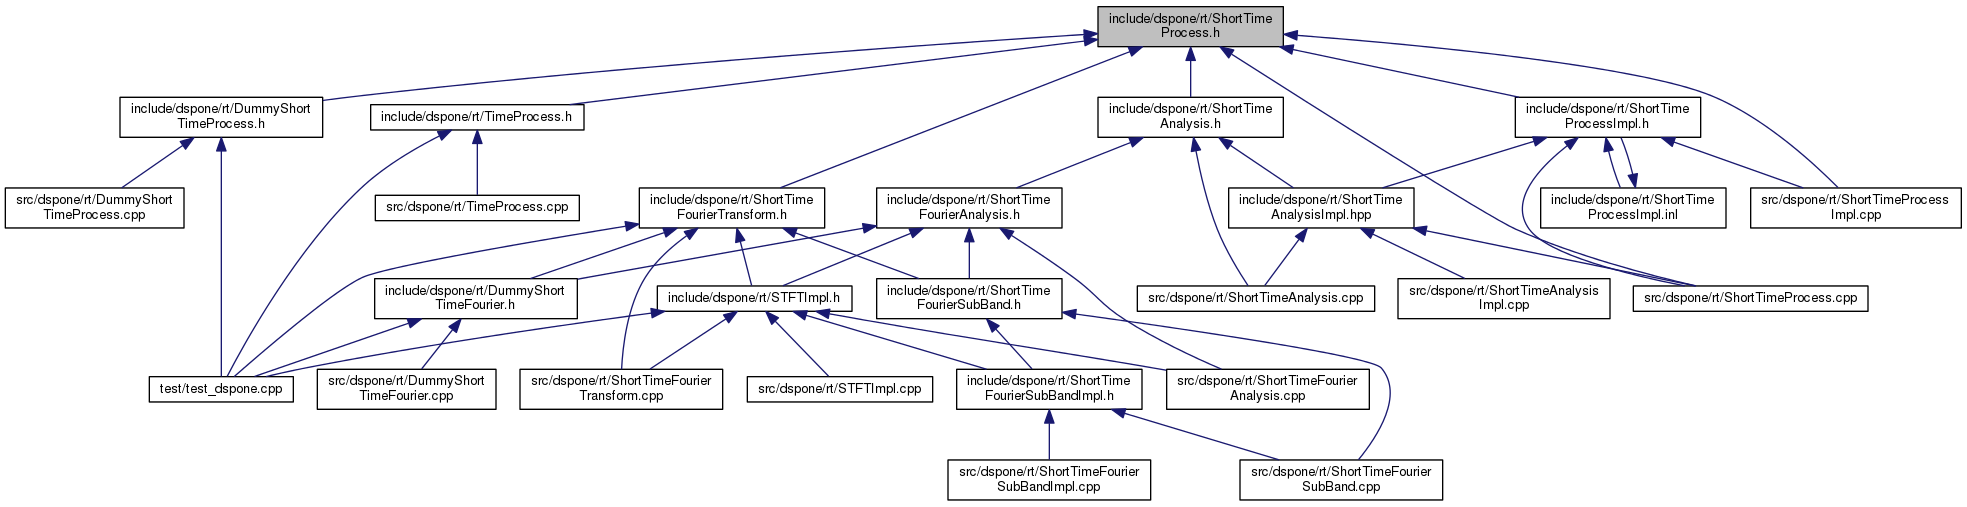 include/dspone/rt/ShortTime
Process.h
include/dspone/rt/DummyShort
TimeProcess.h
include/dspone/rt/TimeProcess.h
include/dspone/rt/ShortTime
Analysis.h
include/dspone/rt/ShortTime
ProcessImpl.h
src/dspone/rt/DummyShort
TimeProcess.cpp
src/dspone/rt/TimeProcess.cpp
include/dspone/rt/ShortTime
FourierTransform.h
include/dspone/rt/ShortTime
FourierAnalysis.h
include/dspone/rt/ShortTime
AnalysisImpl.hpp
include/dspone/rt/ShortTime
ProcessImpl.inl
src/dspone/rt/ShortTimeProcess
Impl.cpp
include/dspone/rt/DummyShort
TimeFourier.h
include/dspone/rt/STFTImpl.h
include/dspone/rt/ShortTime
FourierSubBand.h
src/dspone/rt/ShortTimeAnalysis.cpp
src/dspone/rt/ShortTimeAnalysis
Impl.cpp
src/dspone/rt/ShortTimeProcess.cpp
test/test_dspone.cpp
src/dspone/rt/DummyShort
TimeFourier.cpp
src/dspone/rt/ShortTimeFourier
Transform.cpp
src/dspone/rt/STFTImpl.cpp
include/dspone/rt/ShortTime
FourierSubBandImpl.h
src/dspone/rt/ShortTimeFourier
Analysis.cpp
src/dspone/rt/ShortTimeFourier
SubBandImpl.cpp
src/dspone/rt/ShortTimeFourier
SubBand.cpp